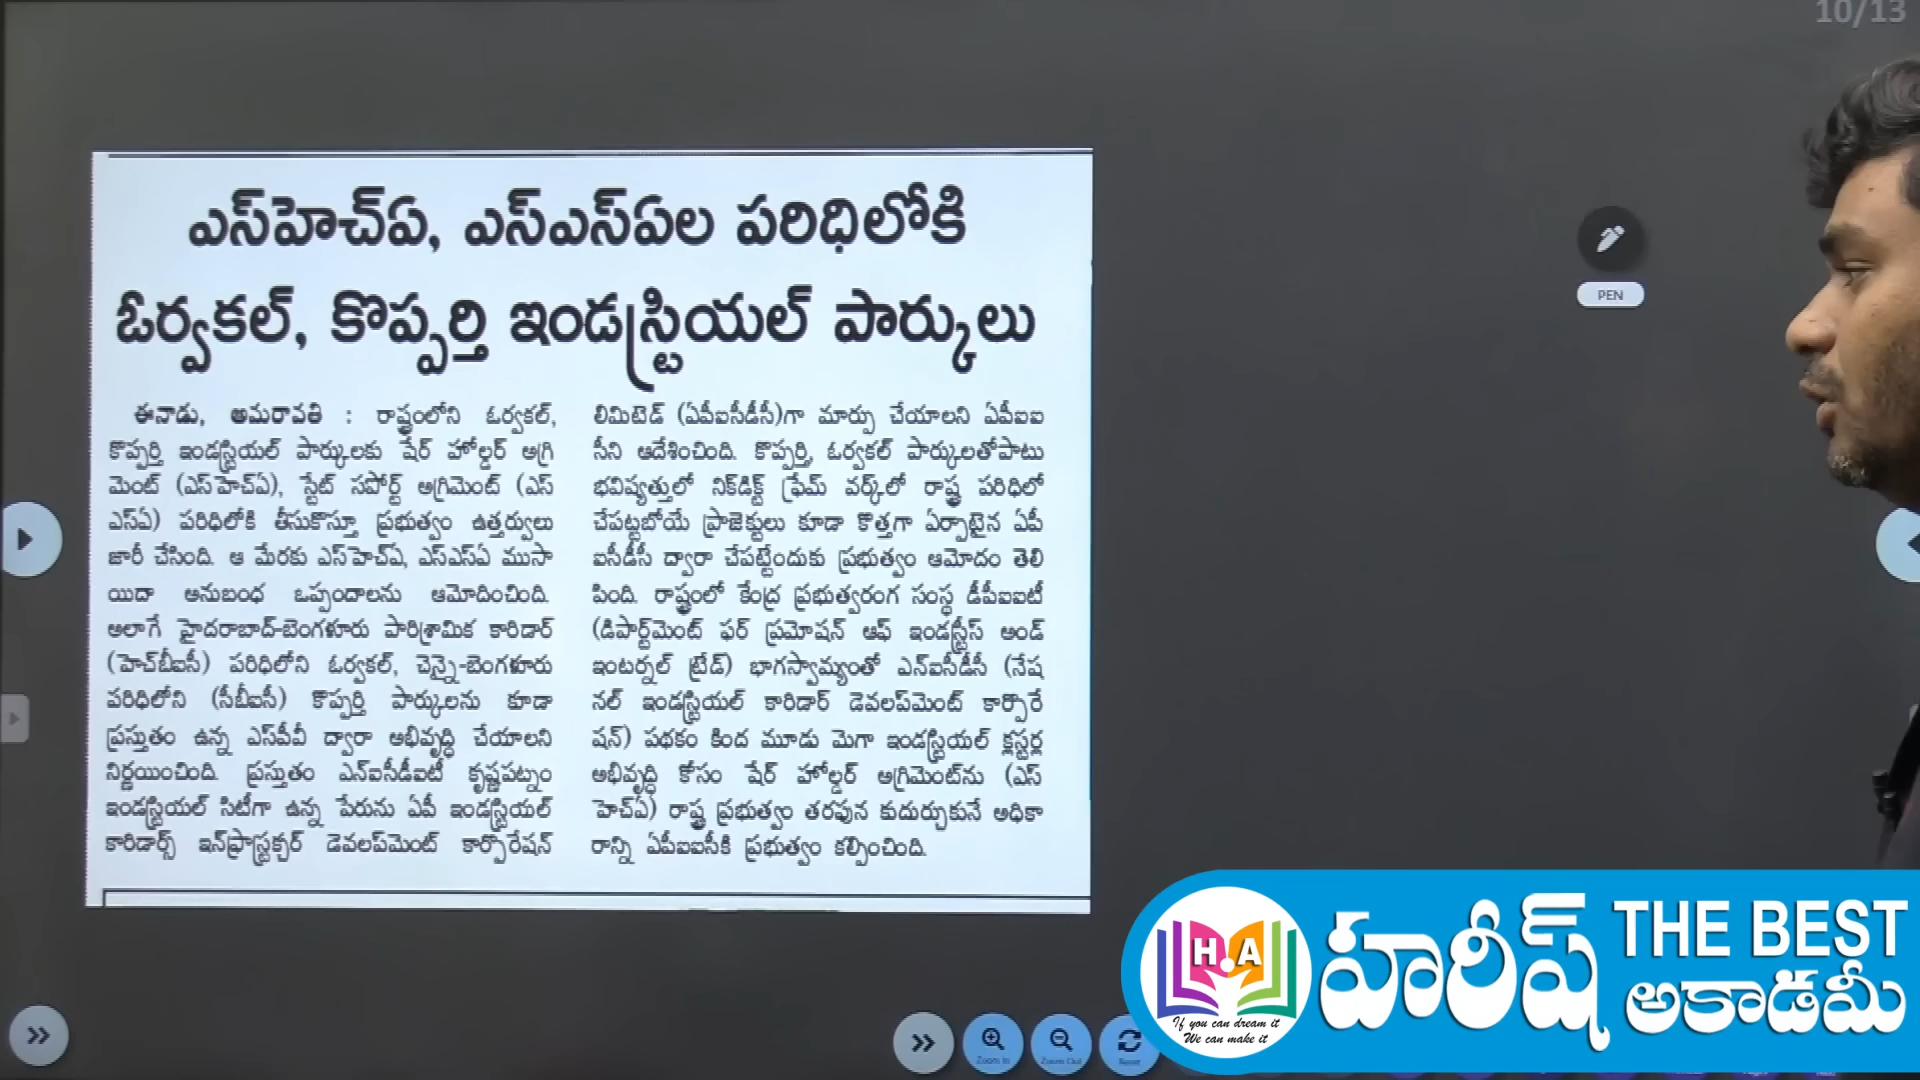 10/13
ఎస్‌హెచ్‌ఏ, ఎస్‌ఎస్‌ఏల పరిధిలోకి
ఓర్వకల్, కొప్పర్తి ఇండస్ట్రియల్ పార్కులు
ఈనాడు, అమరావతి : రాష్ట్రంలోని ఓర్వకల్,
కొప్పర్తి ఇండస్ట్రియల్ పార్కులకు షేర్ హోల్డర్ అగ్రి
మెంట్ (ఎస్‌హెచ్‌ఏ), స్టేట్ సపోర్ట్ అగ్రిమెంట్ (ఎస్
ఎస్‌ఏ) పరిధిలోకి తీసుకొస్తూ ప్రభుత్వం ఉత్తర్వులు
జారీ చేసింది. ఆ మేరకు ఎస్‌హెచ్‌ఏ, ఎస్‌ఎస్‌ఏ ముసా
యిదా అనుబంధ ఒప్పందాలను ఆమోదించింది.
అలాగే హైదరాబాద్-బెంగళూరు పారిశ్రామిక కారిడార్
(హెచ్‌బీఐసీ) పరిధిలోని ఓర్వకల్, చెన్నై-బెంగళూరు
పరిధిలోని (సీబీఐసీ) కొప్పర్తి పార్కులను కూడా
ప్రస్తుతం ఉన్న ఎస్‌పీవీ ద్వారా అభివృద్ధి చేయాలని
నిర్ణయించింది. ప్రస్తుతం ఎన్‌ఐసీడీఐటీ కృష్ణపట్నం
ఇండస్ట్రియల్ సిటీగా ఉన్న పేరును ఏపీ ఇండస్ట్రియల్
కారిడార్స్ ఇన్‌ఫ్రాస్ట్రక్చర్ డెవలప్‌మెంట్ కార్పొరేషన్
లిమిటెడ్ (ఏపీఐసీడీసీ)గా మార్పు చేయాలని ఏపీఐఐ
సీని ఆదేశించింది. కొప్పర్తి, ఓర్వకల్ పార్కులతోపాటు
భవిష్యత్తులో నిక్‌డిక్ట్ ఫ్రేమ్ వర్క్‌లో రాష్ట్ర పరిధిలో
చేపట్టబోయే ప్రాజెక్టులు కూడా కొత్తగా ఏర్పాటైన ఏపీ
ఐసీడీసీ ద్వారా చేపట్టేందుకు ప్రభుత్వం ఆమోదం తెలి
పింది. రాష్ట్రంలో కేంద్ర ప్రభుత్వరంగ సంస్థ డీపీఐఐటీ
(డిపార్ట్‌మెంట్ ఫర్ ప్రమోషన్ ఆఫ్ ఇండస్ట్రీస్ అండ్
ఇంటర్నల్ ట్రేడ్) భాగస్వామ్యంతో ఎన్‌ఐసీడీసీ (నేష
నల్ ఇండస్ట్రియల్ కారిడార్ డెవలప్‌మెంట్ కార్పొరే
షన్) పథకం కింద మూడు మెగా ఇండస్ట్రియల్ క్లస్టర్ల
అభివృద్ధి కోసం షేర్ హోల్డర్ అగ్రిమెంట్‌ను (ఎస్
హెచ్‌ఏ) రాష్ట్ర ప్రభుత్వం తరఫున కుదుర్చుకునే అధికా
రాన్ని ఏపీఐఐసీకి ప్రభుత్వం కల్పించింది.
PEN
Zoom In
Zoom Out
Reset
H.A
If you can dream it
We can make it
హరీష్
THE BEST
అకాడమీ